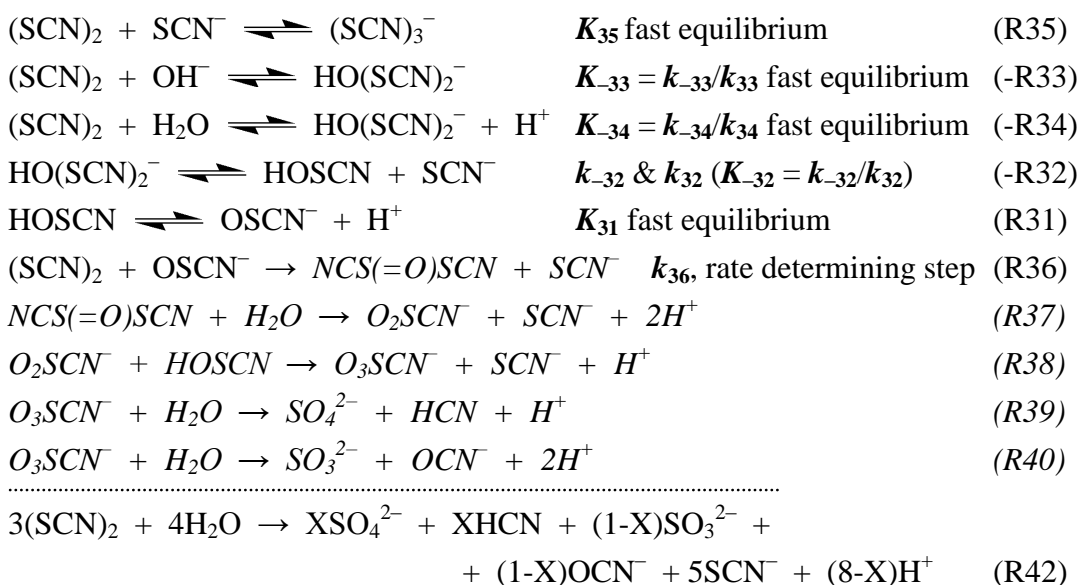 (SCN)₂ + SCN⁻ ⇌ (SCN)₃⁻ K₃₅ fast equilibrium (R35)
(SCN)₂ + OH⁻ ⇌ HO(SCN)₂⁻ K₋₃₃ = k₋₃₃/k₃₃ fast equilibrium (-R33)
(SCN)₂ + H₂O ⇌ HO(SCN)₂⁻ + H⁺ K₋₃₄ = k₋₃₄/k₃₄ fast equilibrium (-R34)
HO(SCN)₂⁻ ⇌ HOSCN + SCN⁻ k₋₃₂ & k₃₂ (K₋₃₂ = k₋₃₂/k₃₂) (-R32)
HOSCN ⇌ OSCN⁻ + H⁺ K₃₁ fast equilibrium (R31)
(SCN)₂ + OSCN⁻ → NCS(=O)SCN + SCN⁻ k₃₆, rate determining step (R36)
NCS(=O)SCN + H₂O → O₂SCN⁻ + SCN⁻ + 2H⁺ (R37)
O₂SCN⁻ + HOSCN → O₃SCN⁻ + SCN⁻ + H⁺ (R38)
O₃SCN⁻ + H₂O → SO₄²⁻ + HCN + H⁺ (R39)
O₃SCN⁻ + H₂O → SO₃²⁻ + OCN⁻ + 2H⁺ (R40)
3(SCN)₂ + 4H₂O → XSO₄²⁻ + XHCN + (1-X)SO₃²⁻ +
+ (1-X)OCN⁻ + 5SCN⁻ + (8-X)H⁺ (R42)